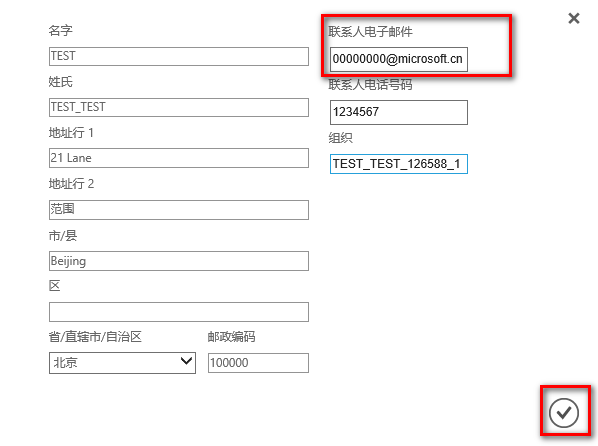 名字
TEST
姓氏
TEST_TEST
地址行 1
21 Lane
地址行 2
范围
市/县
Beijing
区
省/直辖市/自治区
北京
邮政编码
100000
联系人电子邮件
00000000@microsoft.cn
联系人电话号码
1234567
组织
TEST_TEST_126588_1